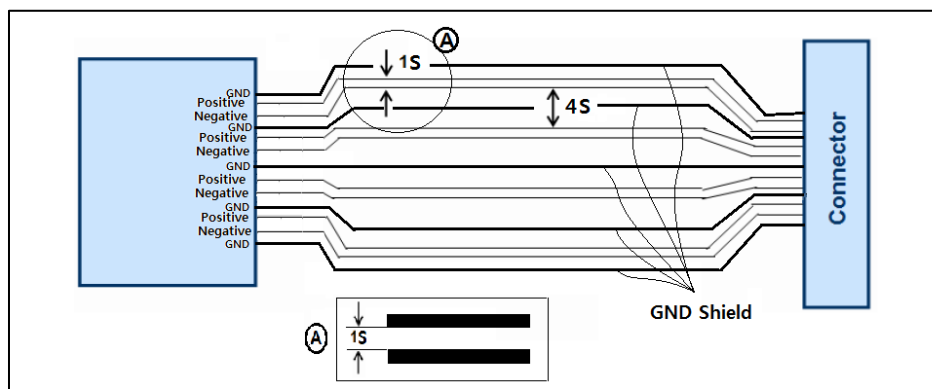 A
1S
GND
Positive
Negative
GND
4S
Positive
Negative
GND
Positive
Negative
GND
Positive
Negative
GND
Connector
GND Shield
A
1S